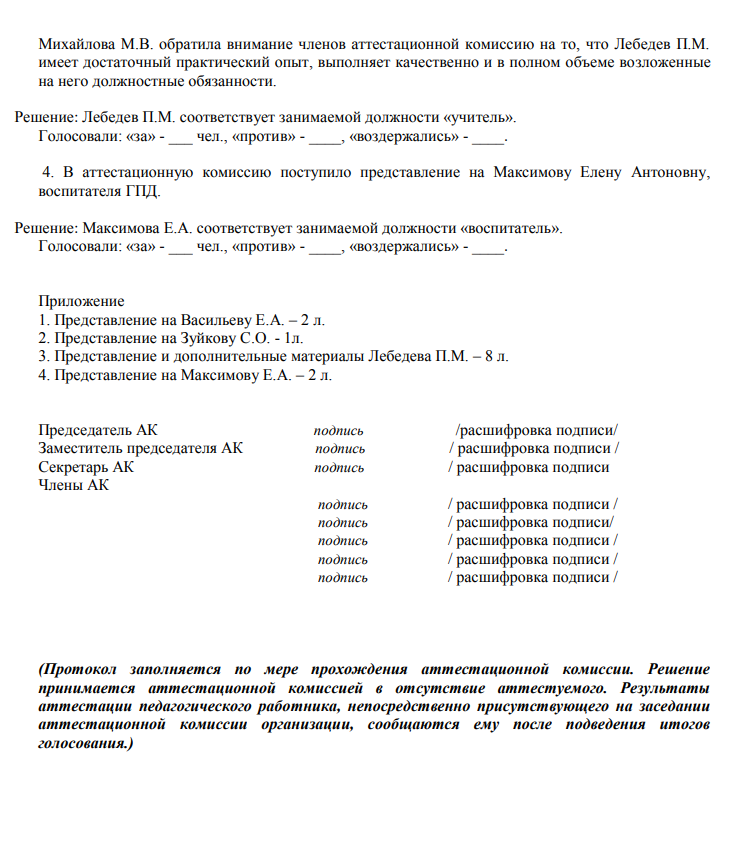 Михайлова М.В. обратила внимание членов аттестационной комиссию на то, что Лебедев П.М.
имеет достаточный практический опыт, выполняет качественно и в полном объеме возложенные
на него должностные обязанности.
Решение: Лебедев П.М. соответствует занимаемой должности «учитель».
Голосовали: «за» - ___ чел., «против» - ____, «воздержались» - ____.
4. В аттестационную комиссию поступило представление на Максимову Елену Антоновну,
воспитателя ГПД.
Решение: Максимова Е.А. соответствует занимаемой должности «воспитатель».
Голосовали: «за» - ___ чел., «против» - ____, «воздержались» - ____.
Приложение
1. Представление на Васильеву Е.А. – 2 л.
2. Представление на Зуйкову С.О. - 1л.
3. Представление и дополнительные материалы Лебедева П.М. – 8 л.
4. Представление на Максимову Е.А. – 2 л.
Председатель АК подпись /расшифровка подписи/
Заместитель председателя АК подпись / расшифровка подписи /
Секретарь АК подпись / расшифровка подписи
Члены АК
подпись / расшифровка подписи /
подпись / расшифровка подписи/
подпись / расшифровка подписи /
подпись / расшифровка подписи /
подпись / расшифровка подписи /
(Протокол заполняется по мере прохождения аттестационной комиссии. Решение
принимается аттестационной комиссией в отсутствие аттестуемого. Результаты
аттестации педагогического работника, непосредственно присутствующего на заседании
аттестационной комиссии организации, сообщаются ему после подведения итогов
голосования.)